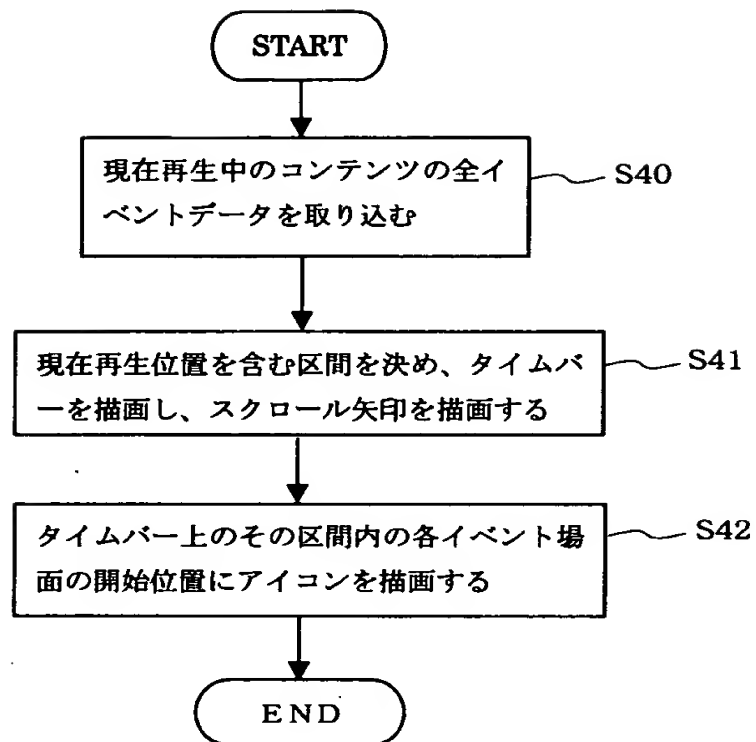 START
現在再生中のコンテンツの全イ
ベントデータを取り込む
S40
現在再生位置を含む区間を決め、タイムバ
ーを描画し、スクロール矢印を描画する
S41
タイムバー上のその区間内の各イベント場
面の開始位置にアイコンを描画する
S42
END